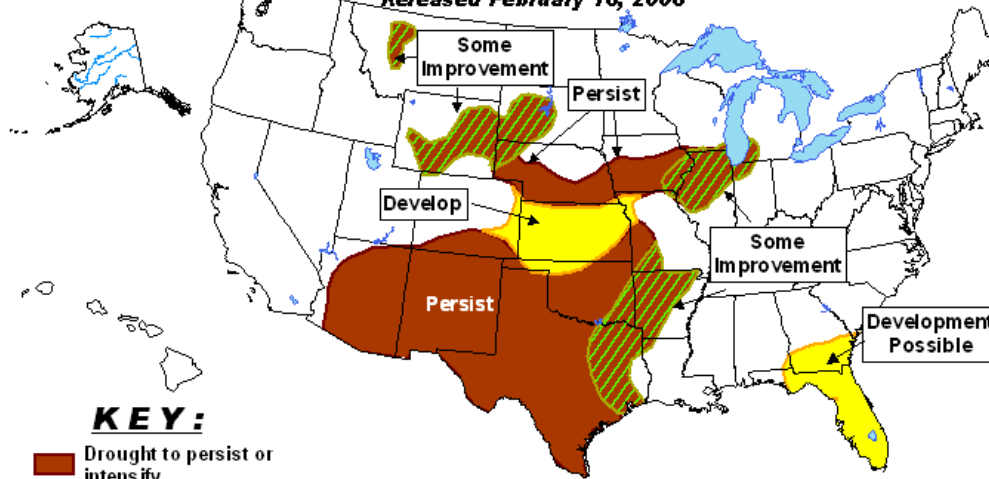 Released February 16, 2006
Some
Improvement
Persist
Develop
Some
Improvement
Persist
Development
Possible
KEY:
Drought to persist or
intensify